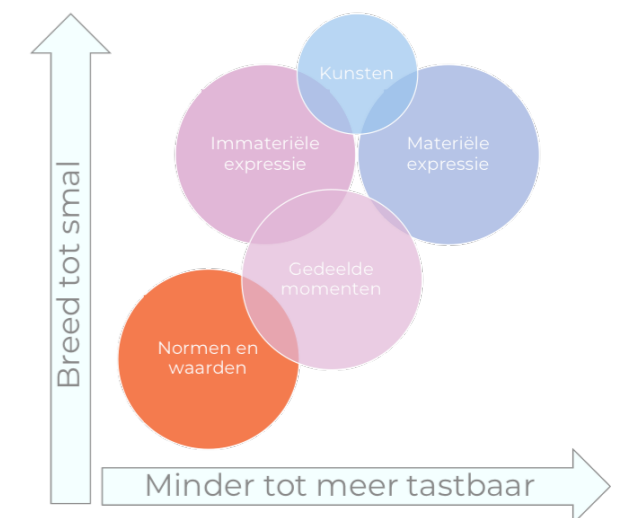 Kunsten
Immateriële
expressie
Materiële
expressie
Gedeelde
momenten
Normen en
waarden
Breed tot smal
Minder tot meer tastbaar